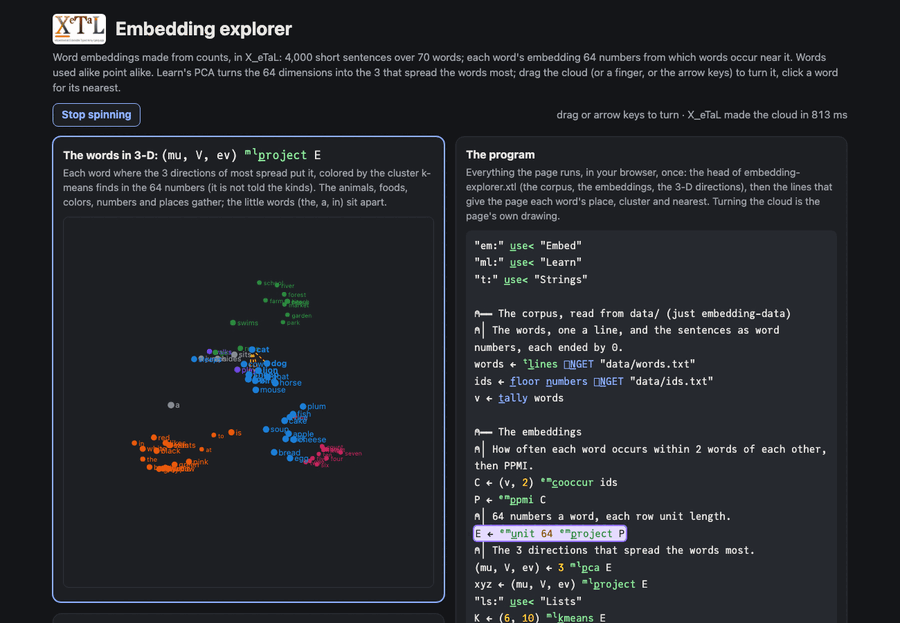 XeTaL
Embedding explorer
Word embeddings made from counts, in X_eTaL: 4,000 short sentences over 70 words; each word's embedding 64 numbers from which words occur near it. Words
used alike point alike. Learn's PCA turns the 64 dimensions into the 3 that spread the words most; drag the cloud (or a finger, or the arrow keys) to turn it, click a word
for its nearest.
Stop spinning
drag or arrow keys to turn · X_eTaL made the cloud in 813 ms
The words in 3-D: (mu, V, ev) ᵐˡproject E
Each word where the 3 directions of most spread put it, colored by the cluster k-
means finds in the 64 numbers (it is not told the kinds). The animals, foods,
colors, numbers and places gather; the little words (the, a, in) sit apart.
river
forest
garden
park
swims
cat
sits
dog
horse
mouse
a
plum
fish
cake
soup
apple
cheese
bread
seven
four
six
is
to
at
red
in
black
the
pink
The program
Everything the page runs, in your browser, once: the head of embedding-
explorer.xtl (the corpus, the embeddings, the 3-D directions), then the lines that
give the page each word's place, cluster and nearest. Turning the cloud is the
page's own drawing.
"em:" use< "Embed"
"ml:" use< "Learn"
"t:" use< "Strings"
The corpus, read from data/ (just embedding-data)
The words, one a line, and the sentences as word
numbers, each ended by 0.
words ← ᵗlines ⎕NGET "data/words.txt"
ids ← floor numbers ⎕NGET "data/ids.txt"
v ← tally words
The embeddings
How often each word occurs within 2 words of each other,
then PPMI.
C ← (v, 2) ᵉᵐcooccur ids
P ← ᵉᵐppmi C
64 numbers a word, each row unit length.
E ← ᵉᵐunit 64 ᵉᵐproject P
The 3 directions that spread the words most.
(mu, V, ev) ← 3 ᵐˡpca E
xyz ← (mu, V, ev) ᵐˡproject E
"ls:" use< "Lists"
K ← (6, 10) ᵐˡkmeans E